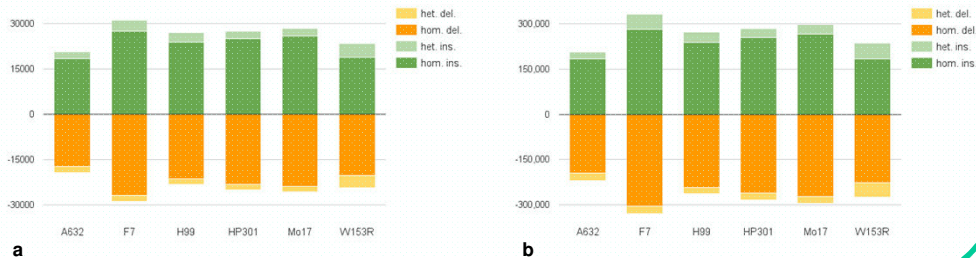 30000
15000
0
-15000
-30000
A632 F7 H99 HP301 Mo17 W153R
het. del.
hom. del.
het. ins.
hom. ins.
a
300,000
150,000
0
-150,000
-300,000
A632 F7 H99 HP301 Mo17 W153R
het. del.
hom. del.
het. ins.
hom. ins.
b